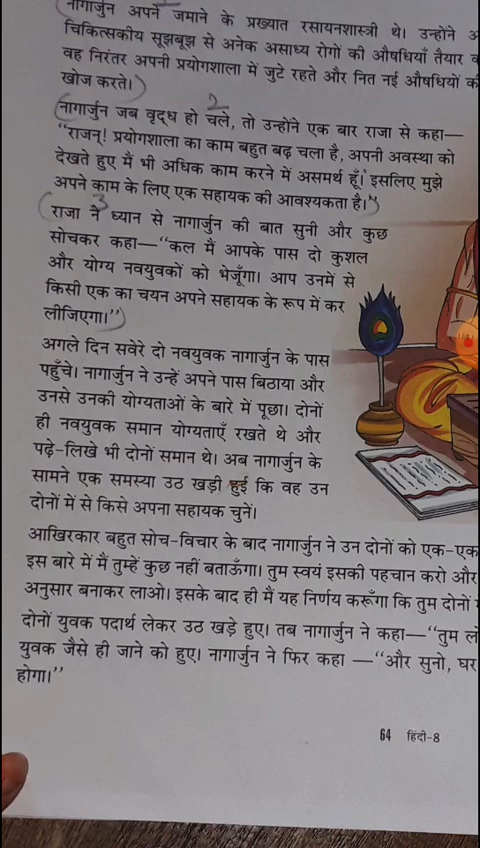 नागार्जुन अपने जमाने के प्रख्यात रसायनशास्त्री थे। उन्होंने
चिकित्सकीय सूझबूझ से अनेक असाध्य रोगों की औषधियाँ तैयार
वह निरंतर अपनी प्रयोगशाला में जुटे रहते और नित नई औषधियों की
खोज करते।
2
नागार्जुन जब वृद्ध हो चले, तो उन्होंने एक बार राजा से कहा—
“राजन्! प्रयोगशाला का काम बहुत बढ़ चला है, अपनी अवस्था को
देखते हुए मैं भी अधिक काम करने में असमर्थ हूँ। इसलिए मुझे
अपने काम के लिए एक सहायक की आवश्यकता है।”
3
राजा ने ध्यान से नागार्जुन की बात सुनी और कुछ
सोचकर कहा—“कल मैं आपके पास दो कुशल
और योग्य नवयुवकों को भेजूँगा। आप उनमें से
किसी एक का चयन अपने सहायक के रूप में कर
लीजिएगा।”
अगले दिन सवेरे दो नवयुवक नागार्जुन के पास
पहुँचे। नागार्जुन ने उन्हें अपने पास बिठाया और
उनसे उनकी योग्यताओं के बारे में पूछा। दोनों
ही नवयुवक समान योग्यताएँ रखते थे और
पढ़े-लिखे भी दोनों समान थे। अब नागार्जुन के
सामने एक समस्या उठ खड़ी हुई कि वह उन
दोनों में से किसे अपना सहायक चुनें।
आखिरकार बहुत सोच-विचार के बाद नागार्जुन ने उन दोनों को एक-एक
इस बारे में मैं तुम्हें कुछ नहीं बताऊँगा। तुम स्वयं इसकी पहचान करो और
अनुसार बनाकर लाओ। इसके बाद ही मैं यह निर्णय करूँगा कि तुम दोनों
दोनों युवक पदार्थ लेकर उठ खड़े हुए। तब नागार्जुन ने कहा—“तुम
युवक जैसे ही जाने को हुए। नागार्जुन ने फिर कहा —“और सुनो, घर
होगा।”
64 हिंदी-8